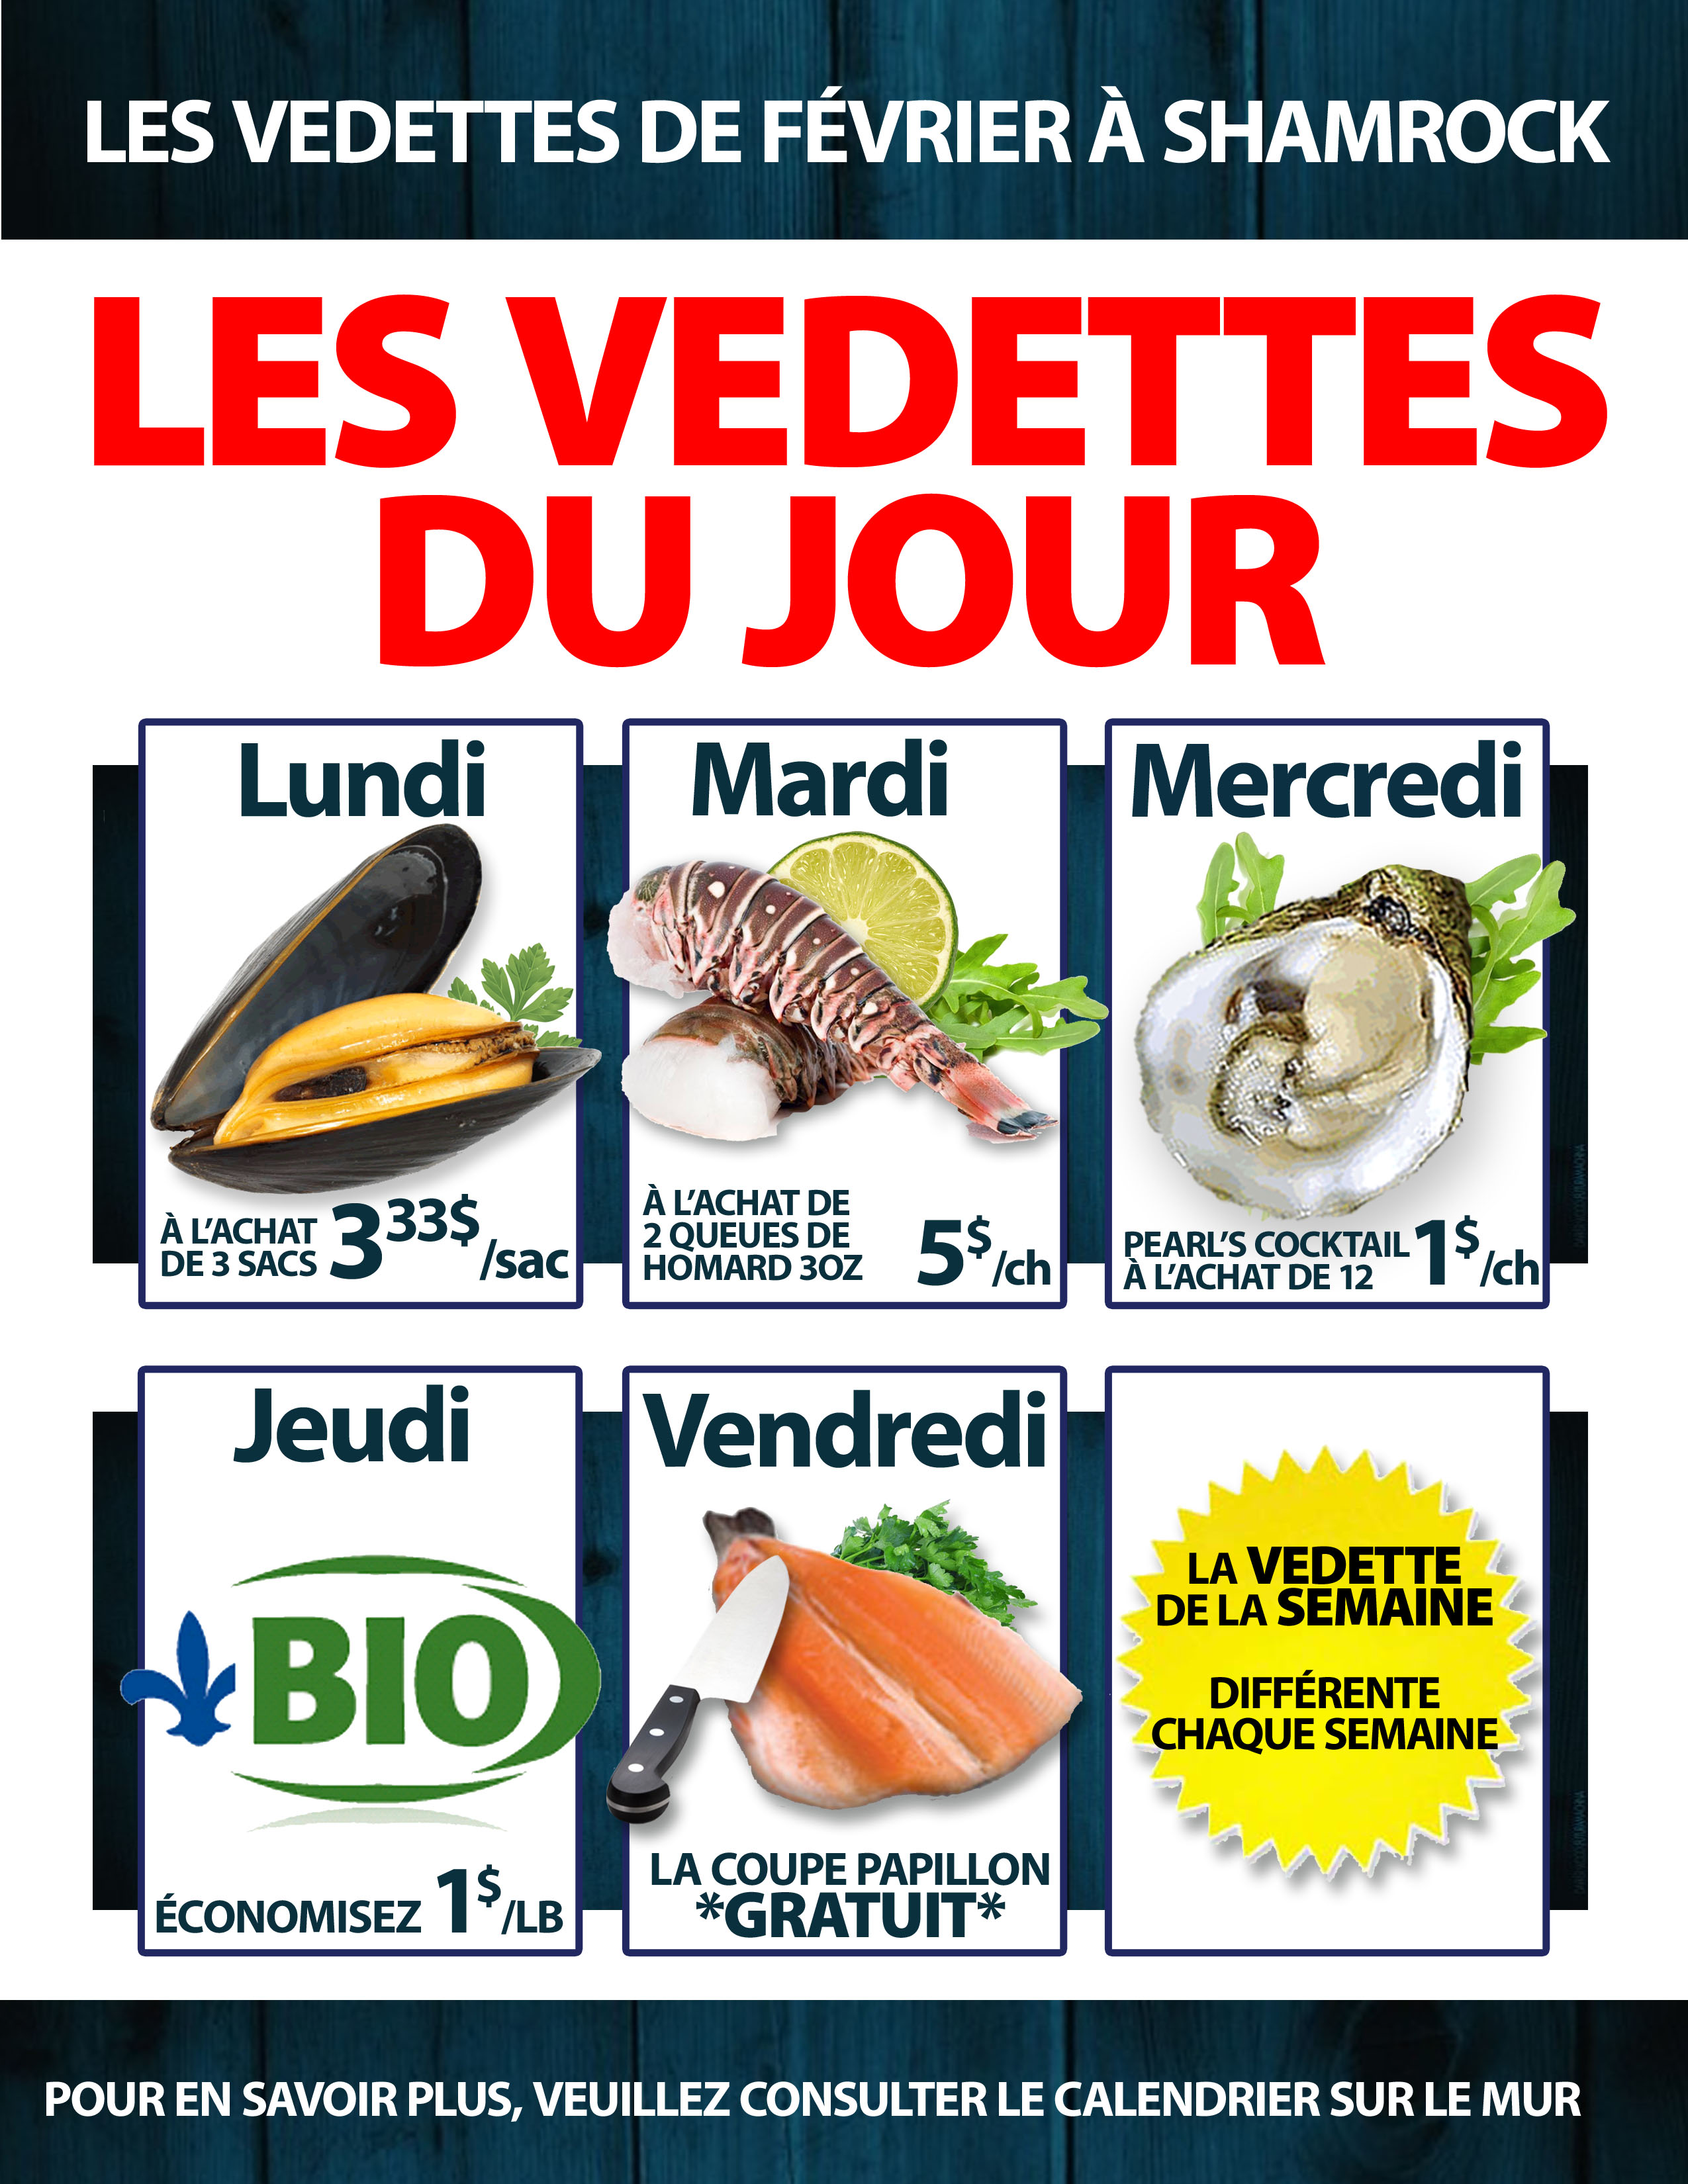 LES VEDETTES DE FÉVRIER À SHAMROCK
LES VEDETTES
DU JOUR
Lundi
À L'ACHAT
DE 3 SACS
3 33$/sac
Mardi
À L'ACHAT DE
2 QUEUES DE
HOMARD 3OZ
5$/ch
Mercredi
PEARL'S COCKTAIL
À L'ACHAT DE 12
1$/ch
Jeudi
BIO
ÉCONOMISEZ 1$/LB
Vendredi
LA COUPE PAPILLON
*GRATUIT*
LA VEDETTE
DE LA SEMAINE
DIFFÉRENTE
CHAQUE SEMAINE
POUR EN SAVOIR PLUS, VEUILLEZ CONSULTER LE CALENDRIER SUR LE MUR